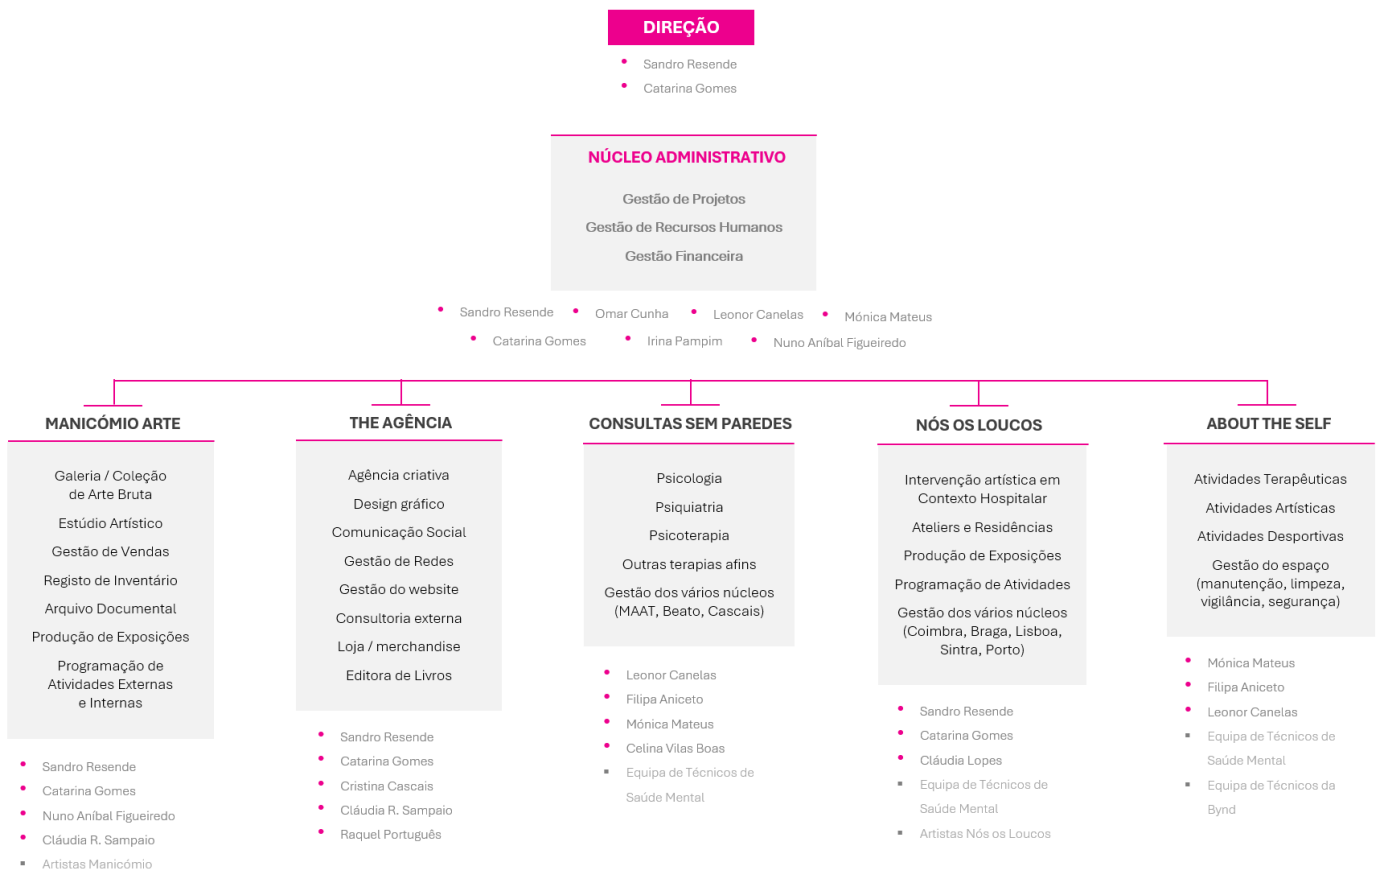 DIREÇÃO
Sandro Resende
Catarina Gomes
NÚCLEO ADMINISTRATIVO
Gestão de Projetos
Gestão de Recursos Humanos
Gestão Financeira
Sandro Resende
Omar Cunha
Leonor Canelas
Mónica Mateus
Catarina Gomes
Irina Pampim
Nuno Aníbal Figueiredo
MANICÓMIO ARTE
Galeria / Coleção
de Arte Bruta
Estúdio Artístico
Gestão de Vendas
Registo de Inventário
Arquivo Documental
Produção de Exposições
Programação de
Atividades Externas
e Internas
Sandro Resende
Catarina Gomes
Nuno Aníbal Figueiredo
Cláudia R. Sampaio
Artistas Manicómio
THE AGÊNCIA
Agência criativa
Design gráfico
Comunicação Social
Gestão de Redes
Gestão do website
Consultoria externa
Loja / merchandise
Editora de Livros
Sandro Resende
Catarina Gomes
Cristina Cascais
Cláudia R. Sampaio
Raquel Português
CONSULTAS SEM PAREDES
Psicologia
Psiquiatria
Psicoterapia
Outras terapias afins
Gestão dos vários núcleos
(MAAT, Beato, Cascais)
Leonor Canelas
Filipa Aniceto
Mónica Mateus
Celina Vilas Boas
Equipa de Técnicos de
Saúde Mental
NÓS OS LOUCOS
Intervenção artística em
Contexto Hospitalar
Ateliers e Residências
Produção de Exposições
Programação de Atividades
Gestão dos vários núcleos
(Coimbra, Braga, Lisboa,
Sintra, Porto)
Sandro Resende
Catarina Gomes
Cláudia Lopes
Equipa de Técnicos de
Saúde Mental
Artistas Nós os Loucos
ABOUT THE SELF
Atividades Terapêuticas
Atividades Artísticas
Atividades Desportivas
Gestão do espaço
(manutenção, limpeza,
vigilância, segurança)
Mónica Mateus
Filipa Aniceto
Leonor Canelas
Equipa de Técnicos de
Saúde Mental
Equipa de Técnicos da
Bynd